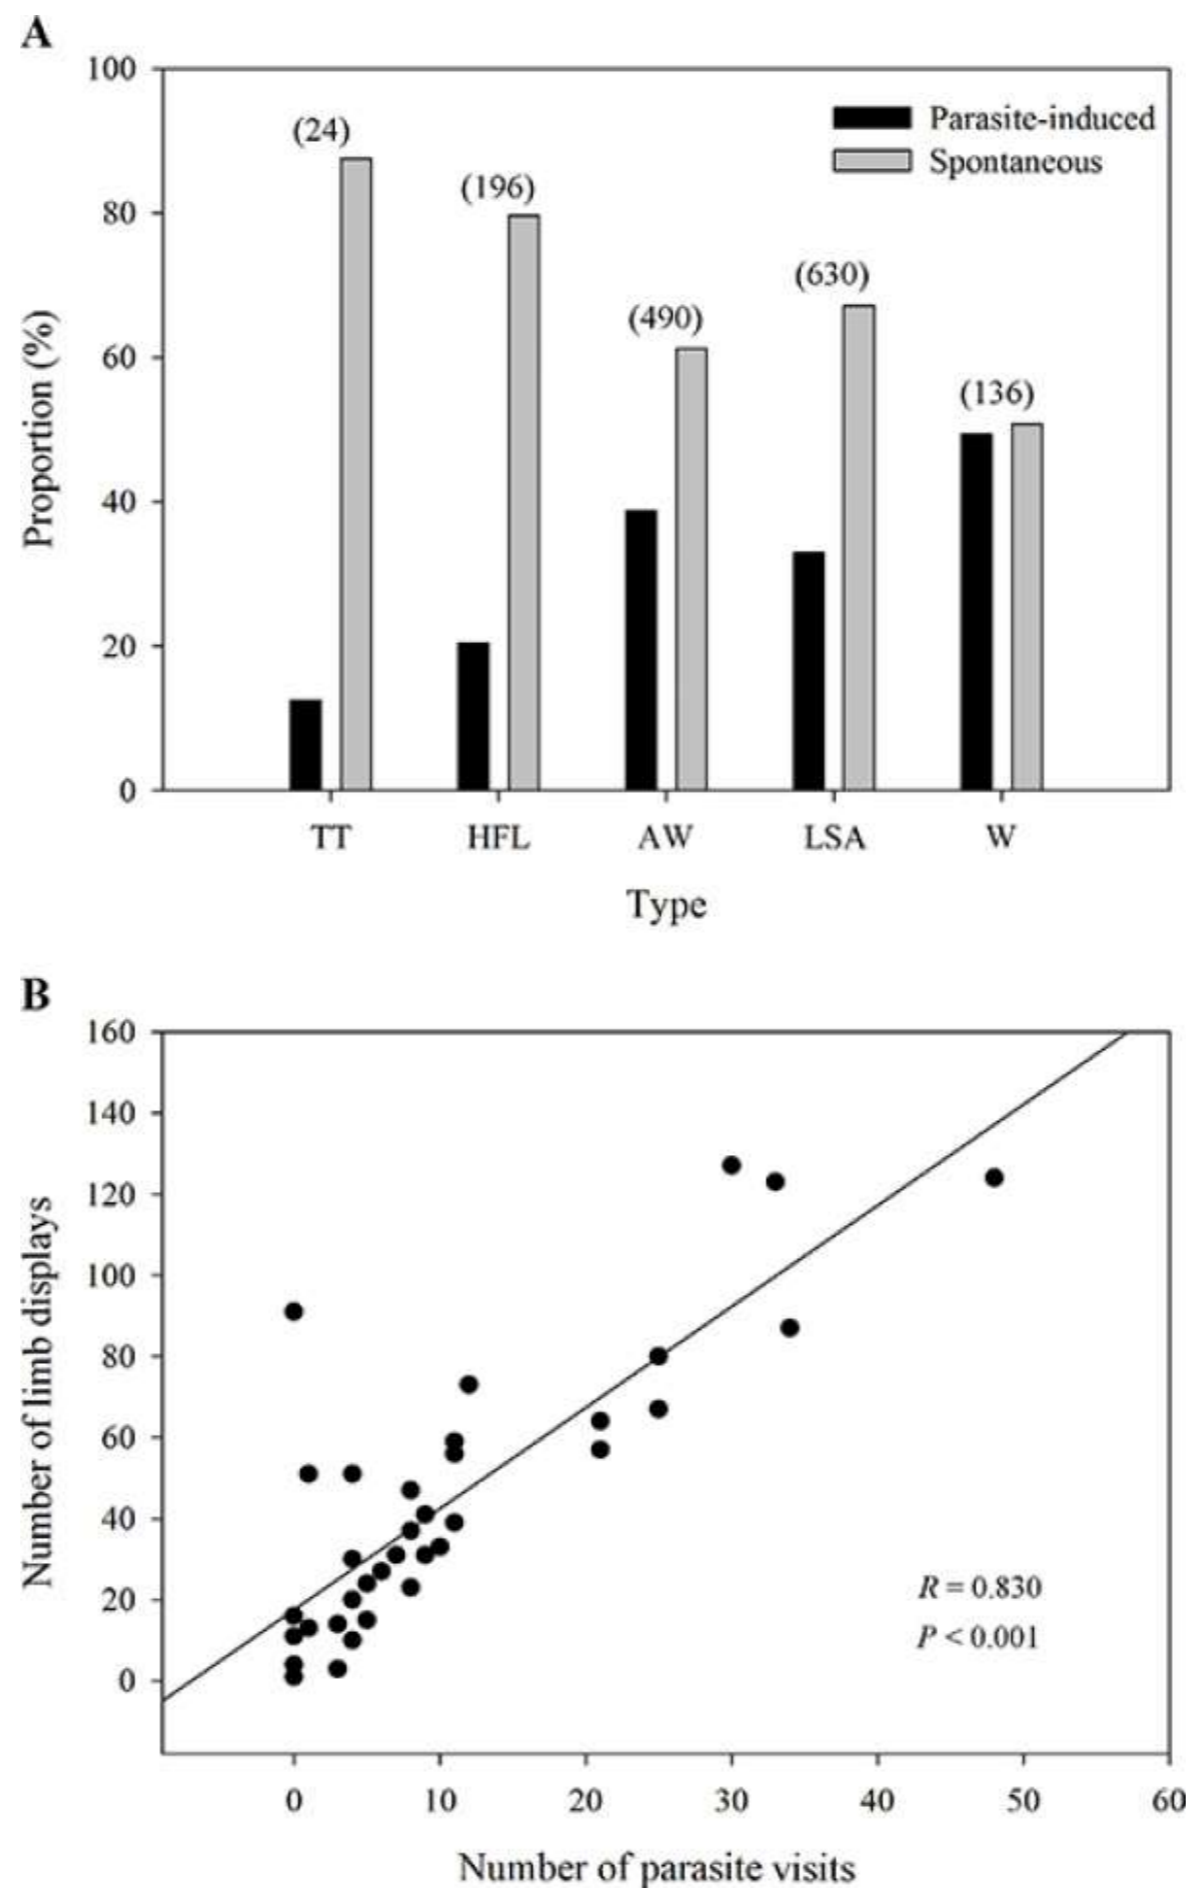 A
100
80
60
40
20
0
Proportion (%)
(24)
(196)
(490)
(630)
(136)
Parasite-induced
Spontaneous
TT HFL AW LSA W
Type
B
160
140
120
100
80
60
40
20
0
Number of limb displays
R = 0.830
P < 0.001
0 10 20 30 40 50 60
Number of parasite visits